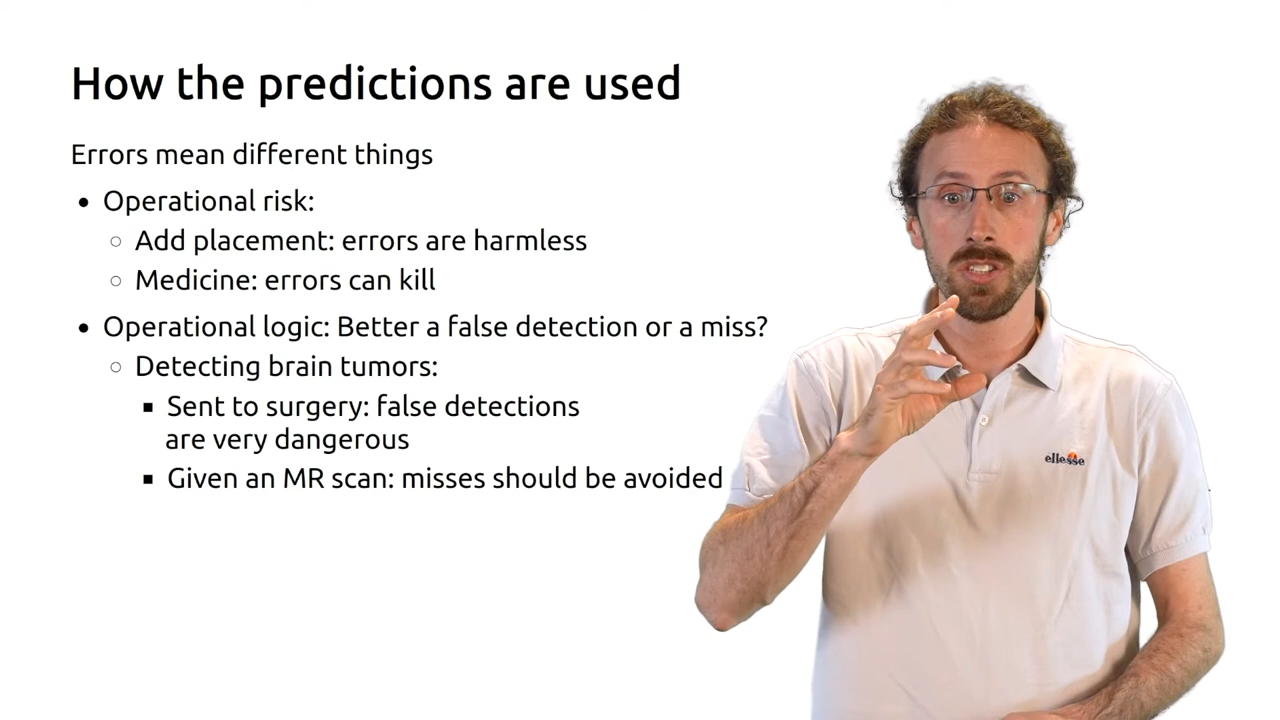 How the predictions are used
Errors mean different things
• Operational risk:
○ Add placement: errors are harmless
○ Medicine: errors can kill
• Operational logic: Better a false detection or a miss?
○ Detecting brain tumors:
▪ Sent to surgery: false detections
are very dangerous
▪ Given an MR scan: misses should be avoided
ellesse